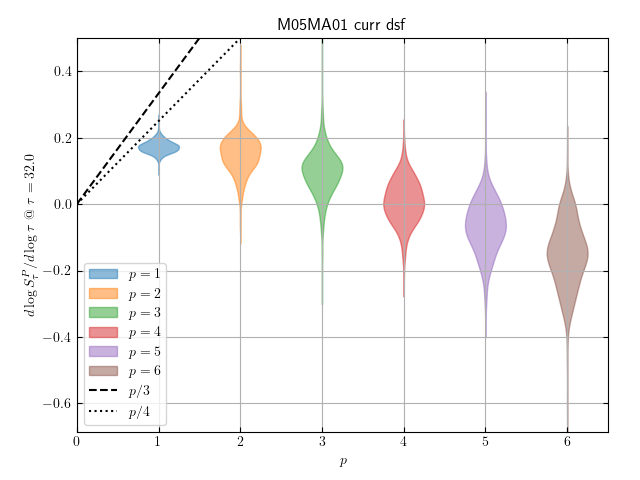 M05MA01 curr dsf
d log S_τ^P / d log τ @ τ = 32.0
0.4
0.2
0.0
−0.2
−0.4
−0.6
p = 1
p = 2
p = 3
p = 4
p = 5
p = 6
p/3
p/4
0 1 2 3 4 5 6
p